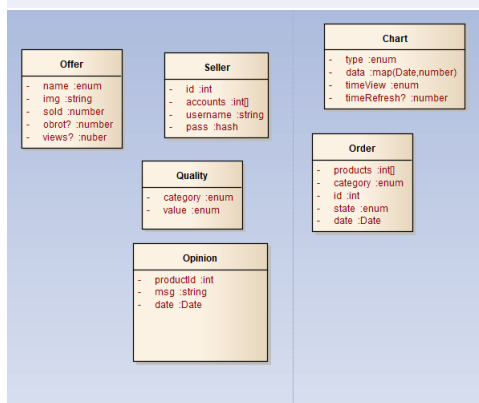 Offer
- name :enum
- img :string
- sold :number
- obrot? :number
- views? :nuber
Seller
- id :int
- accounts :int[]
- username :string
- pass :hash
Chart
- type :enum
- data :map(Date,number)
- timeView :enum
- timeRefresh? :number
Quality
- category :enum
- value :enum
Order
- products :int[]
- category :enum
- id :int
- state :enum
- date :Date
Opinion
- productId :int
- msg :string
- date :Date